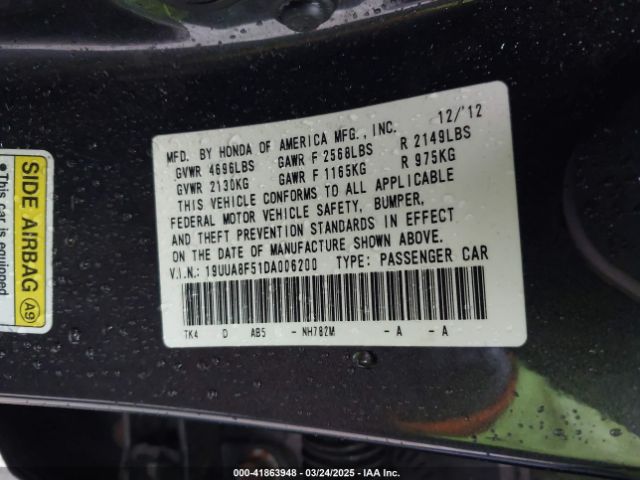 12/'12
MFD. BY HONDA OF AMERICA MFG., INC.
GVWR 4696LBS GAWR F 2568LBS R 2149LBS
GVWR 2130KG GAWR F 1165KG R 975KG
THIS VEHICLE CONFORMS TO ALL APPLICABLE
FEDERAL MOTOR VEHICLE SAFETY, BUMPER,
AND THEFT PREVENTION STANDARDS IN EFFECT
ON THE DATE OF MANUFACTURE SHOWN ABOVE.
V.I.N.: 19UUA8F51DA006200 TYPE: PASSENGER CAR
TK4 D AB5 - NH782M - A - A
SIDE AIRBAG A9
•This car is equipped
000-41863948 - 03/24/2025 - IAA Inc.